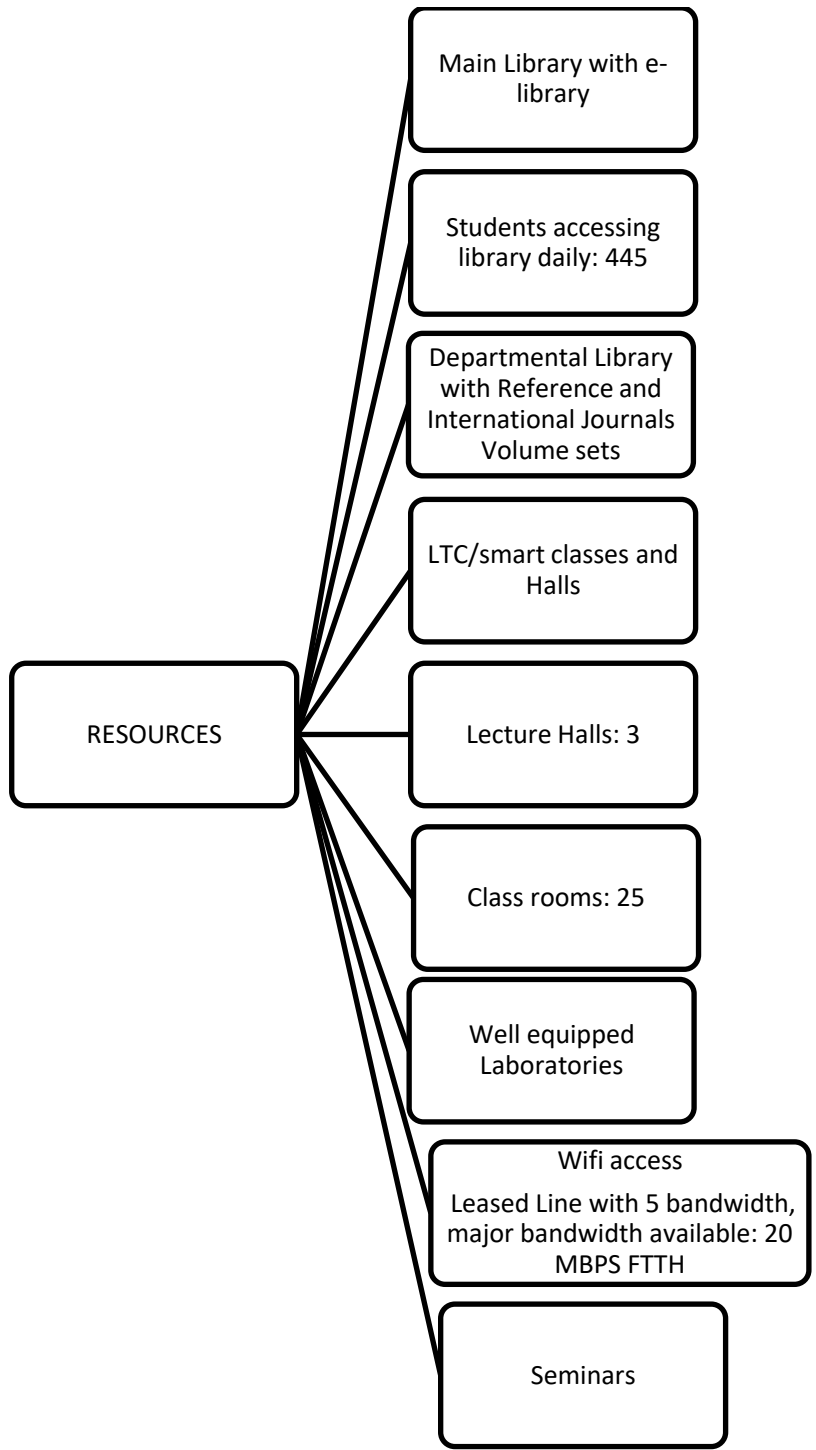 Main Library with e-
library
Students accessing
library daily: 445
Departmental Library
with Reference and
International Journals
Volume sets
LTC/smart classes and
Halls
RESOURCES
Lecture Halls: 3
Class rooms: 25
Well equipped
Laboratories
Wifi access
Leased Line with 5 bandwidth,
major bandwidth available: 20
MBPS FTTH
Seminars